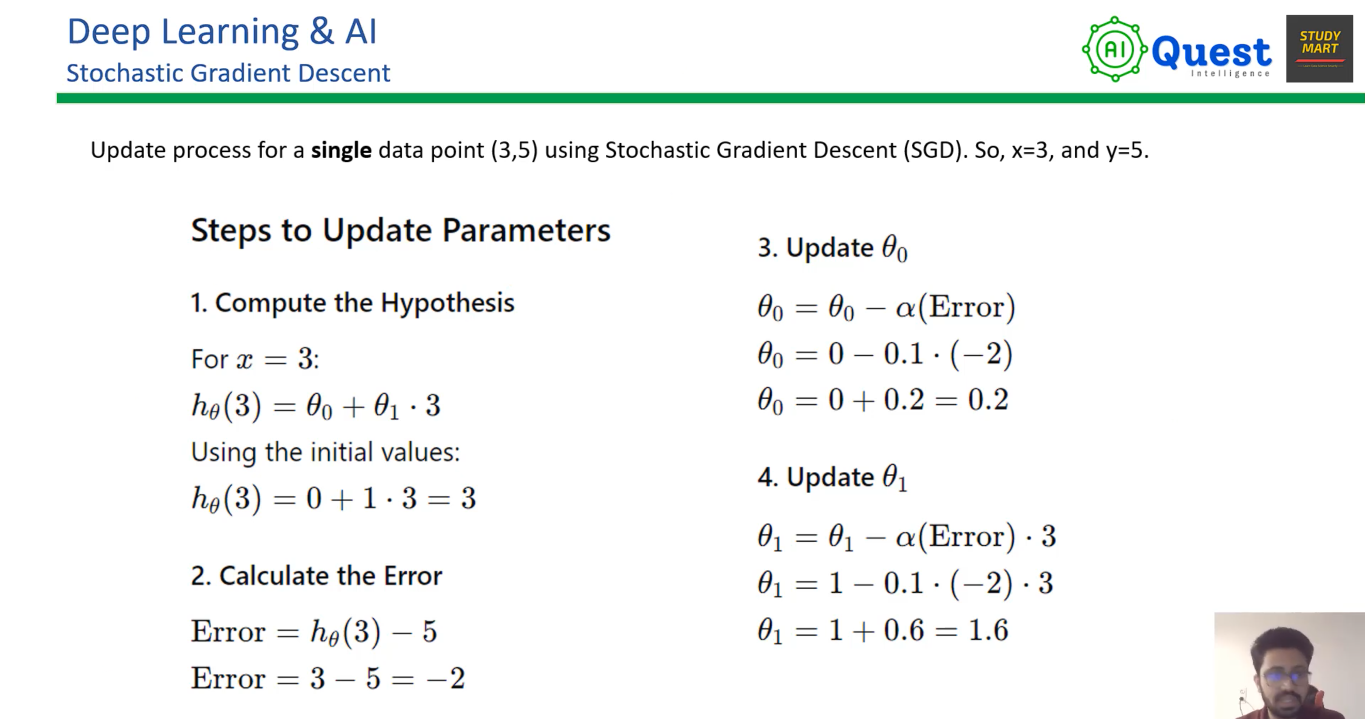 Deep Learning & AI
Stochastic Gradient Descent
AI Quest
Intelligence
STUDY
MART
Update process for a single data point (3,5) using Stochastic Gradient Descent (SGD). So, x=3, and y=5.
Steps to Update Parameters
1. Compute the Hypothesis
For x = 3:
hθ(3) = θ0 + θ1 · 3
Using the initial values:
hθ(3) = 0 + 1 · 3 = 3
2. Calculate the Error
Error = hθ(3) − 5
Error = 3 − 5 = −2
3. Update θ0
θ0 = θ0 − α(Error)
θ0 = 0 − 0.1 · (−2)
θ0 = 0 + 0.2 = 0.2
4. Update θ1
θ1 = θ1 − α(Error) · 3
θ1 = 1 − 0.1 · (−2) · 3
θ1 = 1 + 0.6 = 1.6